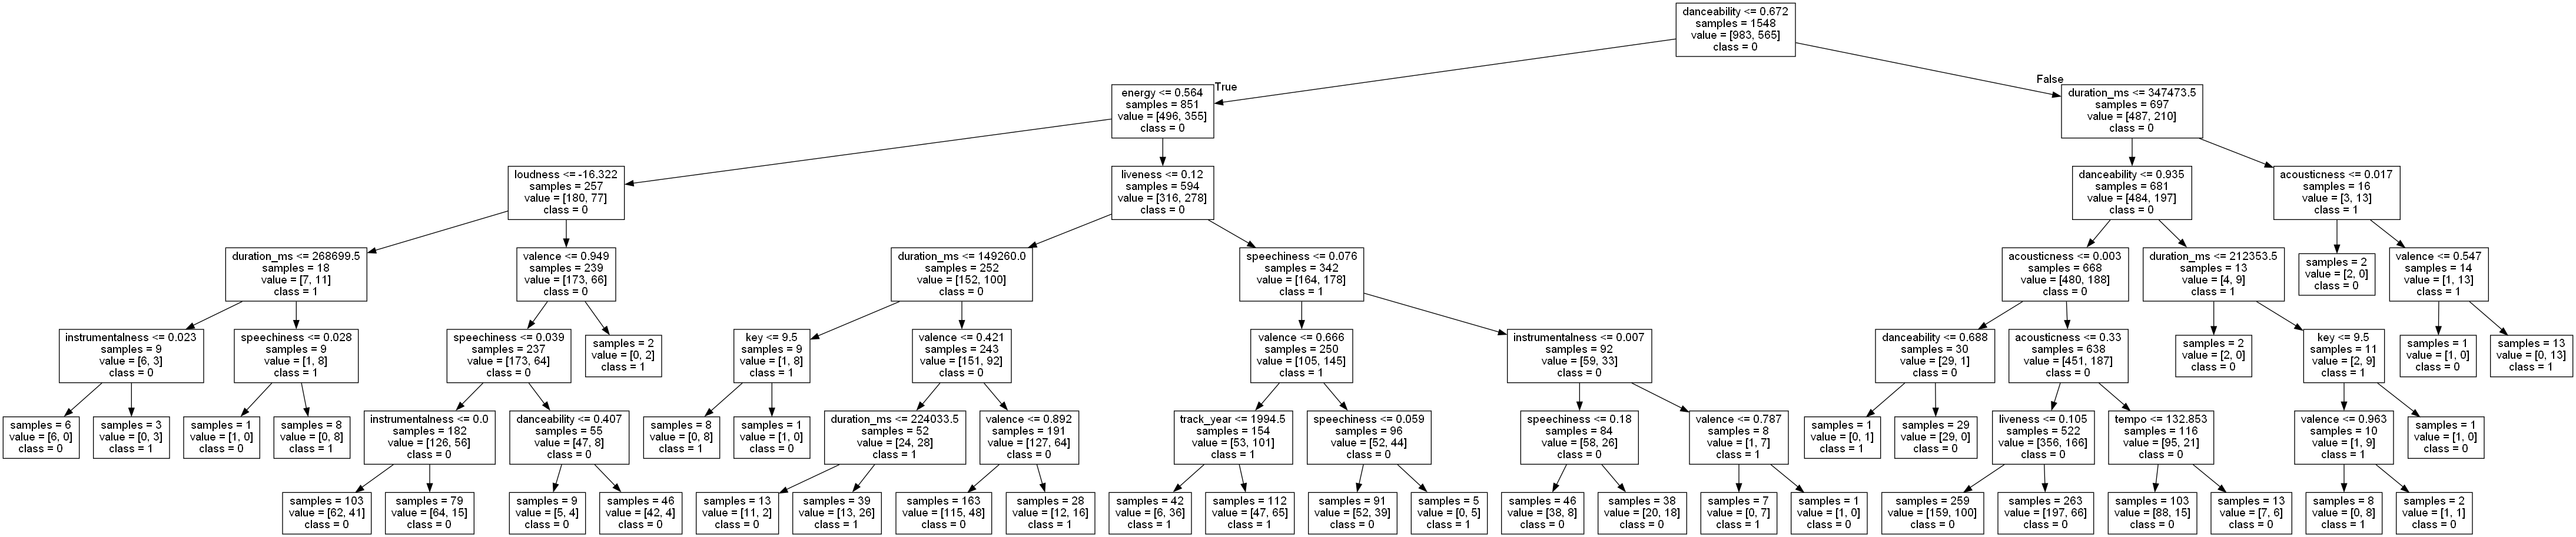 danceability <= 0.672
samples = 1548
value = [983, 565]
class = 0
True
False
energy <= 0.564
samples = 851
value = [496, 355]
class = 0
duration_ms <= 347473.5
samples = 697
value = [487, 210]
class = 0
loudness <= -16.322
samples = 257
value = [180, 77]
class = 0
liveness <= 0.12
samples = 594
value = [316, 278]
class = 0
danceability <= 0.935
samples = 681
value = [484, 197]
class = 0
acousticness <= 0.017
samples = 16
value = [3, 13]
class = 1
duration_ms <= 268699.5
samples = 18
value = [7, 11]
class = 1
valence <= 0.949
samples = 239
value = [173, 66]
class = 0
duration_ms <= 149260.0
samples = 252
value = [152, 100]
class = 0
speechiness <= 0.076
samples = 342
value = [164, 178]
class = 1
acousticness <= 0.003
samples = 668
value = [480, 188]
class = 0
duration_ms <= 212353.5
samples = 13
value = [4, 9]
class = 1
samples = 2
value = [2, 0]
class = 0
valence <= 0.547
samples = 14
value = [1, 13]
class = 1
instrumentalness <= 0.023
samples = 9
value = [6, 3]
class = 0
speechiness <= 0.028
samples = 9
value = [1, 8]
class = 1
speechiness <= 0.039
samples = 237
value = [173, 64]
class = 0
samples = 2
value = [0, 2]
class = 1
key <= 9.5
samples = 9
value = [1, 8]
class = 1
valence <= 0.421
samples = 243
value = [151, 92]
class = 0
valence <= 0.666
samples = 250
value = [105, 145]
class = 1
instrumentalness <= 0.007
samples = 92
value = [59, 33]
class = 0
danceability <= 0.688
samples = 30
value = [29, 1]
class = 0
acousticness <= 0.33
samples = 638
value = [451, 187]
class = 0
samples = 2
value = [2, 0]
class = 0
key <= 9.5
samples = 11
value = [2, 9]
class = 1
samples = 1
value = [1, 0]
class = 0
samples = 13
value = [0, 13]
class = 1
samples = 6
value = [6, 0]
class = 0
samples = 3
value = [0, 3]
class = 1
samples = 1
value = [1, 0]
class = 0
samples = 8
value = [0, 8]
class = 1
instrumentalness <= 0.0
samples = 182
value = [126, 56]
class = 0
danceability <= 0.407
samples = 55
value = [47, 8]
class = 0
samples = 8
value = [0, 8]
class = 1
samples = 1
value = [1, 0]
class = 0
duration_ms <= 224033.5
samples = 52
value = [24, 28]
class = 1
valence <= 0.892
samples = 191
value = [127, 64]
class = 0
track_year <= 1994.5
samples = 154
value = [53, 101]
class = 1
speechiness <= 0.059
samples = 96
value = [52, 44]
class = 0
speechiness <= 0.18
samples = 84
value = [58, 26]
class = 0
valence <= 0.787
samples = 8
value = [1, 7]
class = 1
samples = 1
value = [0, 1]
class = 1
samples = 29
value = [29, 0]
class = 0
liveness <= 0.105
samples = 522
value = [356, 166]
class = 0
tempo <= 132.853
samples = 116
value = [95, 21]
class = 0
valence <= 0.963
samples = 10
value = [1, 9]
class = 1
samples = 1
value = [1, 0]
class = 0
samples = 103
value = [62, 41]
class = 0
samples = 79
value = [64, 15]
class = 0
samples = 9
value = [5, 4]
class = 0
samples = 46
value = [42, 4]
class = 0
samples = 13
value = [11, 2]
class = 0
samples = 39
value = [13, 26]
class = 1
samples = 163
value = [115, 48]
class = 0
samples = 28
value = [12, 16]
class = 1
samples = 42
value = [6, 36]
class = 1
samples = 112
value = [47, 65]
class = 1
samples = 91
value = [52, 39]
class = 0
samples = 5
value = [0, 5]
class = 1
samples = 46
value = [38, 8]
class = 0
samples = 38
value = [20, 18]
class = 0
samples = 7
value = [0, 7]
class = 1
samples = 1
value = [1, 0]
class = 0
samples = 259
value = [159, 100]
class = 0
samples = 263
value = [197, 66]
class = 0
samples = 103
value = [88, 15]
class = 0
samples = 13
value = [7, 6]
class = 0
samples = 8
value = [0, 8]
class = 1
samples = 2
value = [1, 1]
class = 0